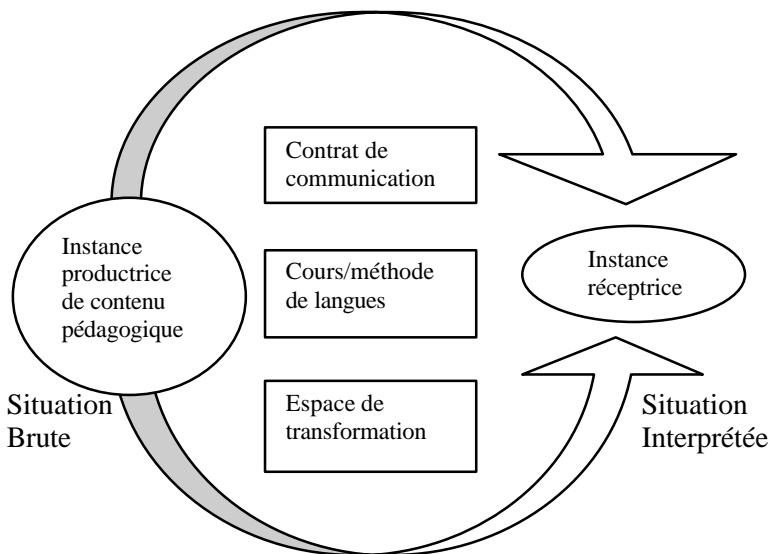 Contrat de
communication
Instance
productrice
de contenu
pédagogique
Cours/méthode
de langues
Instance
réceptrice
Situation
Brute
Espace de
transformation
Situation
Interprétée